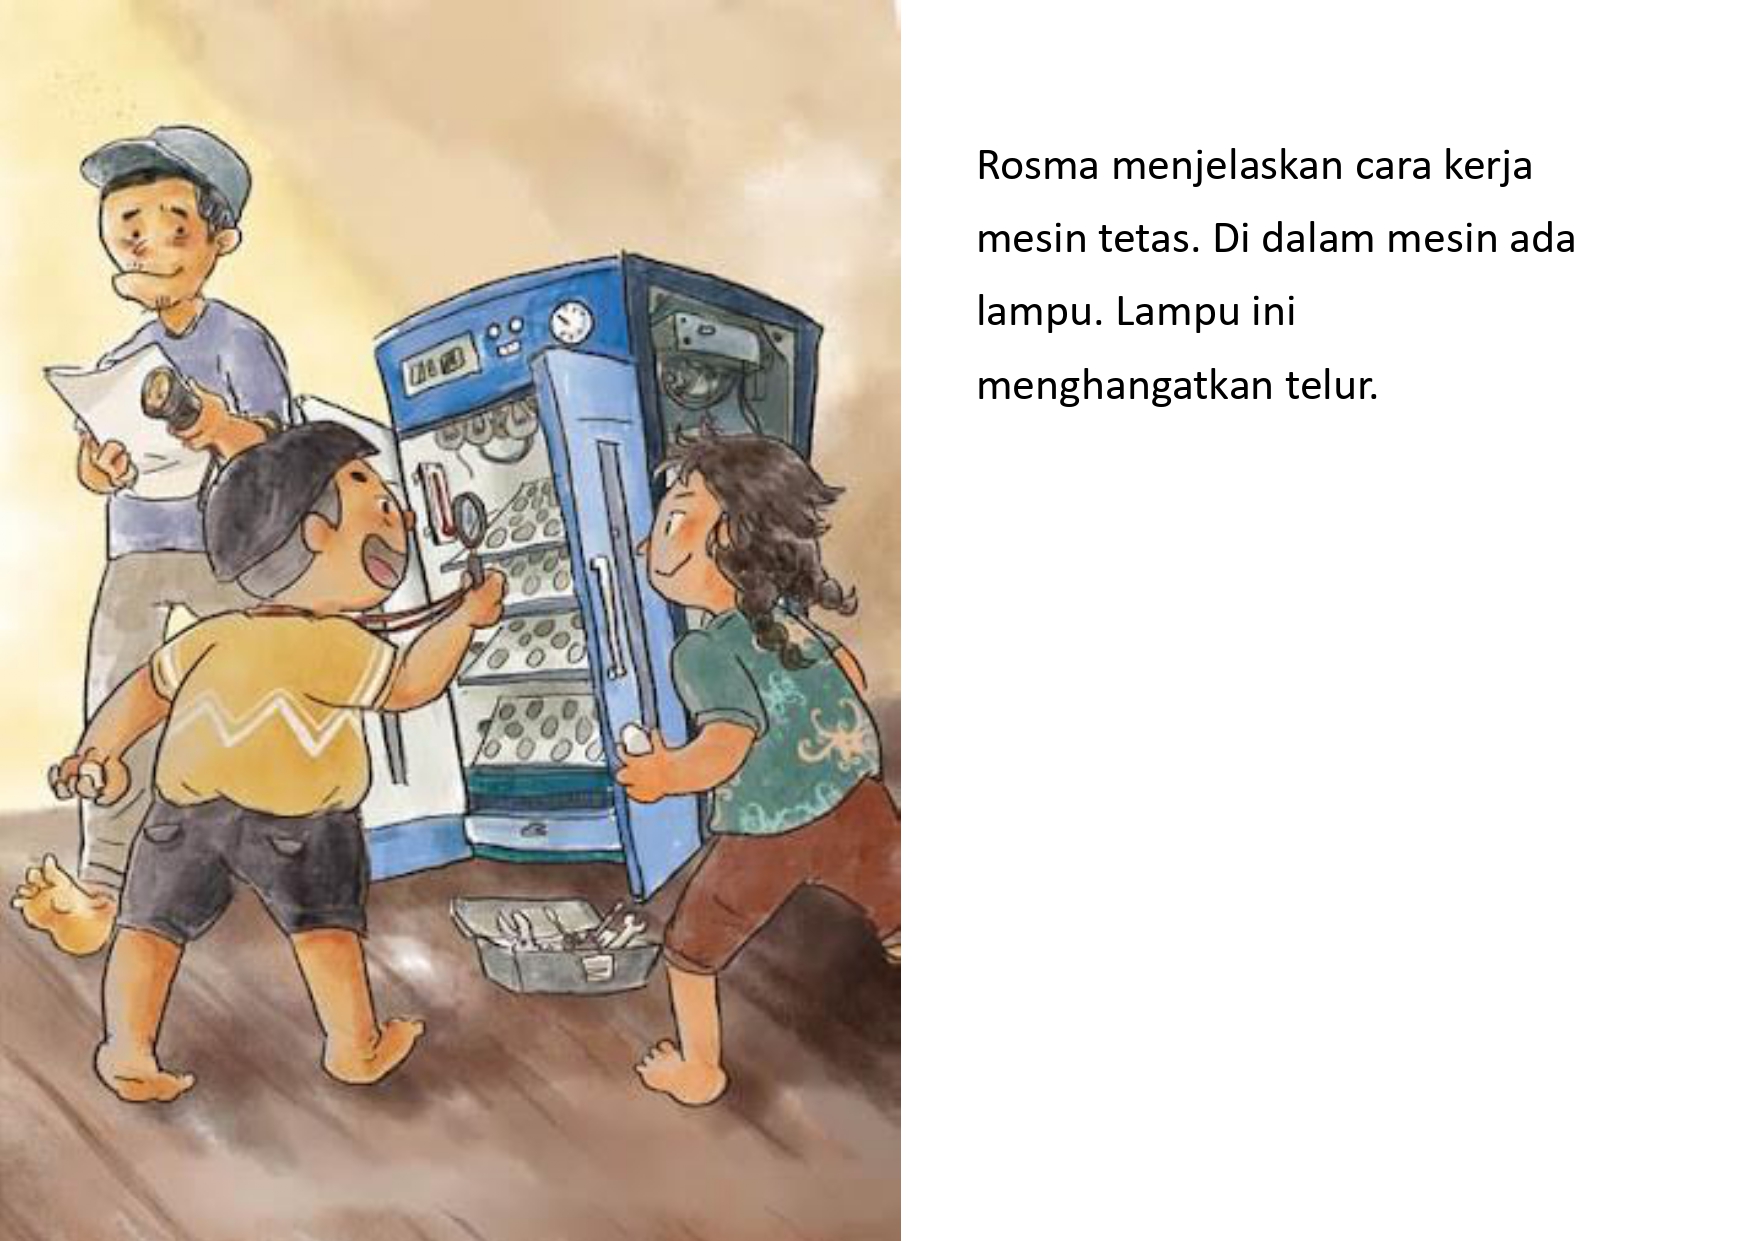 Rosma menjelaskan cara kerja
mesin tetas. Di dalam mesin ada
lampu. Lampu ini
menghangatkan telur.